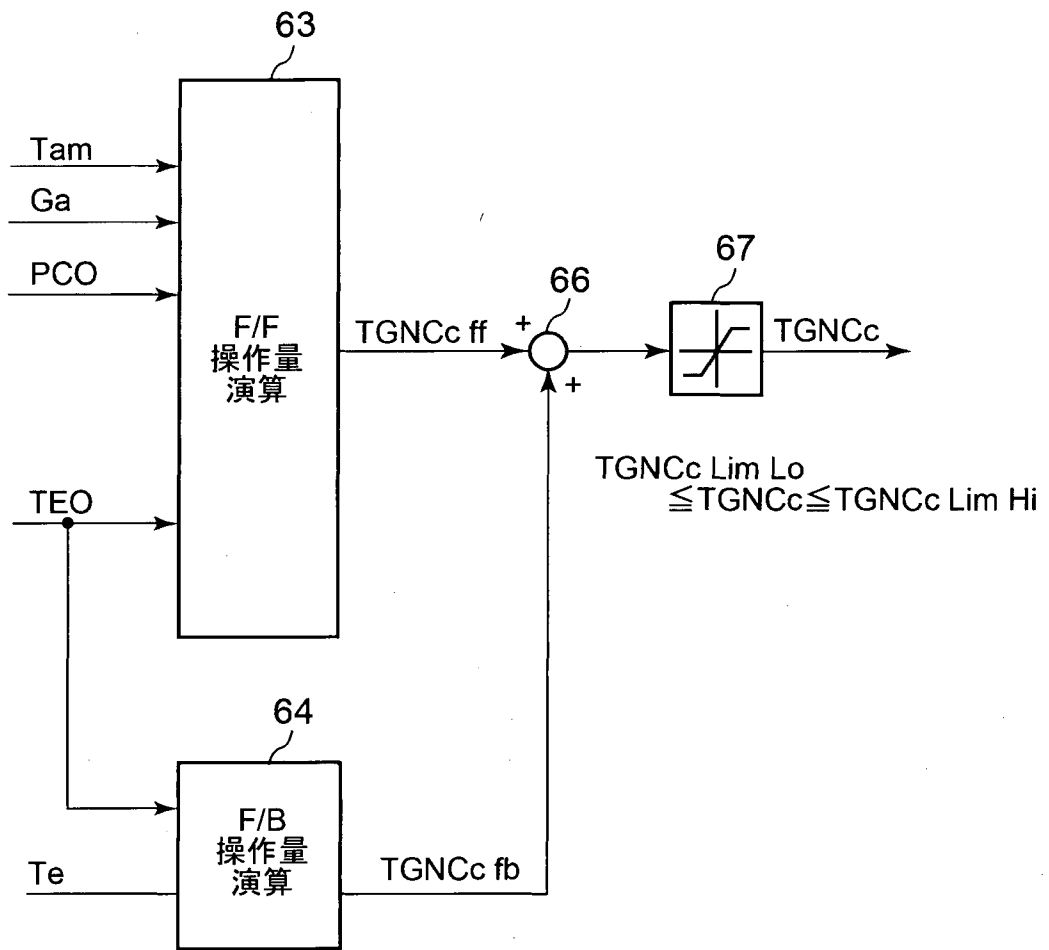 63
Tam
Ga
PCO
F/F
操作量
演算
TGNCc ff
+
66
+
67
TGNCc
TGNCc Lim Lo
≦TGNCc≦TGNCc Lim Hi
TEO
64
F/B
操作量
演算
Te
TGNCc fb